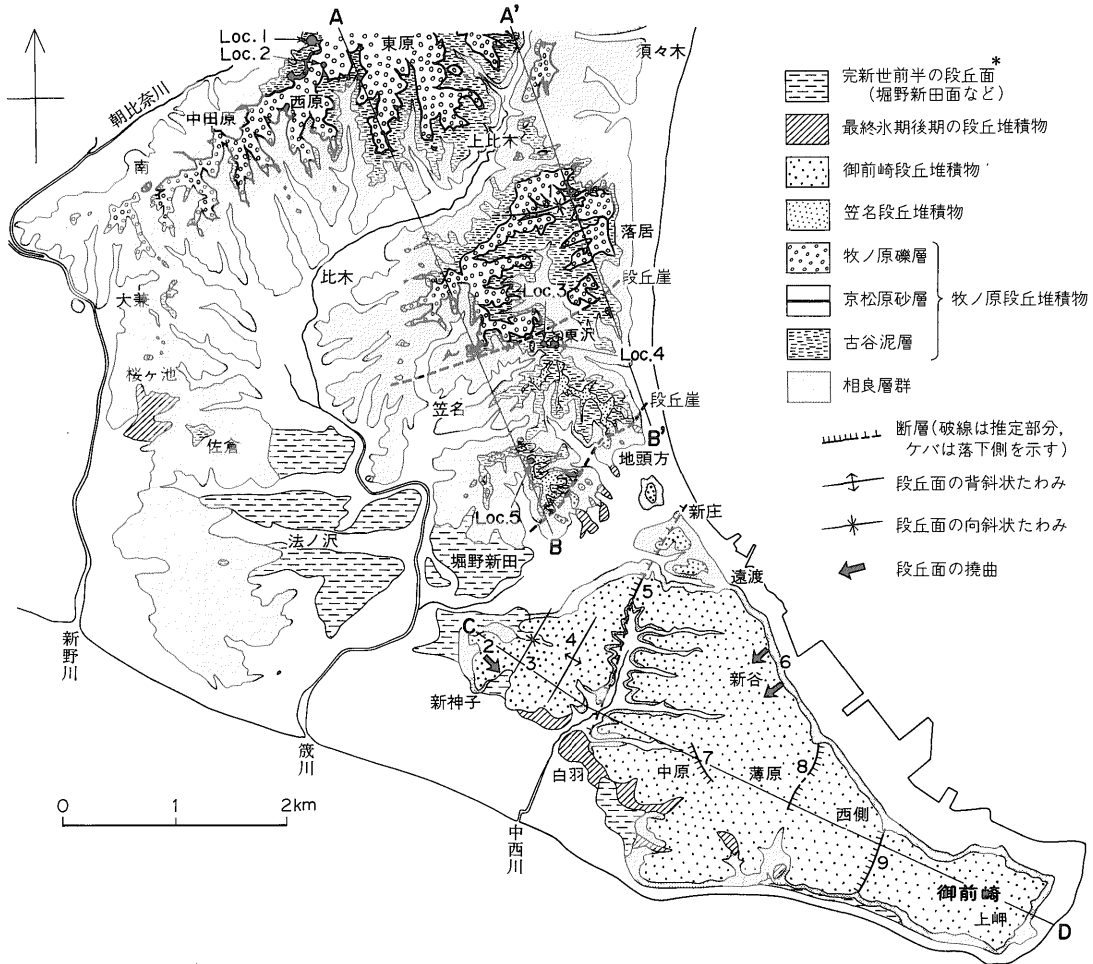 A
A'
Loc.1
Loc.2
東原
須々木
朝比奈川
西原
中田原
上比木
南
1
落居
比木
Loc.3
段丘崖
大兼
東沢
Loc.4
桜ヶ池
笠名
段丘崖
佐倉
B'
地頭方
Loc.5
新庄
法ノ沢
B
堀野新田
遠渡
5
C
2
4
3
6
新谷
新神子
新野川
7
8
白羽
中原
薄原
筬川
西側
中西川
9
御前崎
上岬
D
0
1
2km
完新世前半の段丘面*
(堀野新田面など)
最終氷期後期の段丘堆積物
御前崎段丘堆積物
笠名段丘堆積物
牧ノ原礫層
京松原砂層
牧ノ原段丘堆積物
古谷泥層
相良層群
断層(破線は推定部分,
ケバは落下側を示す)
段丘面の背斜状たわみ
段丘面の向斜状たわみ
段丘面の撓曲